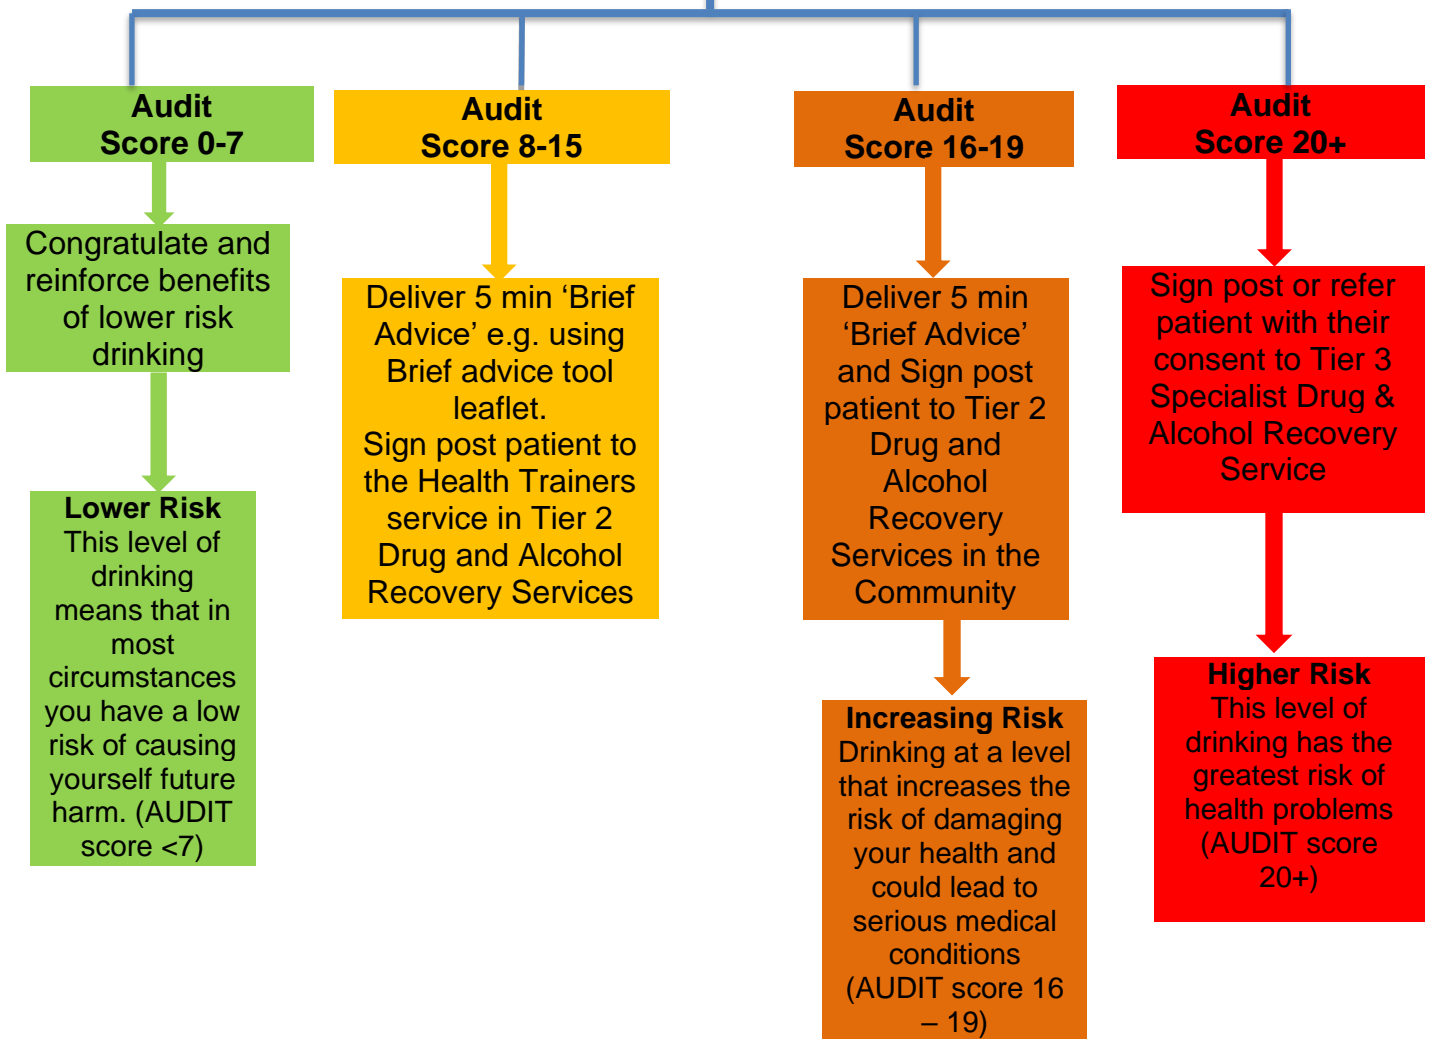 Audit
Score 0-7
Congratulate and
reinforce benefits
of lower risk
drinking
Lower Risk
This level of
drinking
means that in
most
circumstances
you have a low
risk of causing
yourself future
harm. (AUDIT
score <7)
Audit
Score 8-15
Deliver 5 min ‘Brief
Advice’ e.g. using
Brief advice tool
leaflet.
Sign post patient to
the Health Trainers
service in Tier 2
Drug and Alcohol
Recovery Services
Audit
Score 16-19
Deliver 5 min
‘Brief Advice’
and Sign post
patient to Tier 2
Drug and
Alcohol
Recovery
Services in the
Community
Increasing Risk
Drinking at a level
that increases the
risk of damaging
your health and
could lead to
serious medical
conditions
(AUDIT score 16
– 19)
Audit
Score 20+
Sign post or refer
patient with their
consent to Tier 3
Specialist Drug &
Alcohol Recovery
Service
Higher Risk
This level of
drinking has the
greatest risk of
health problems
(AUDIT score
20+)